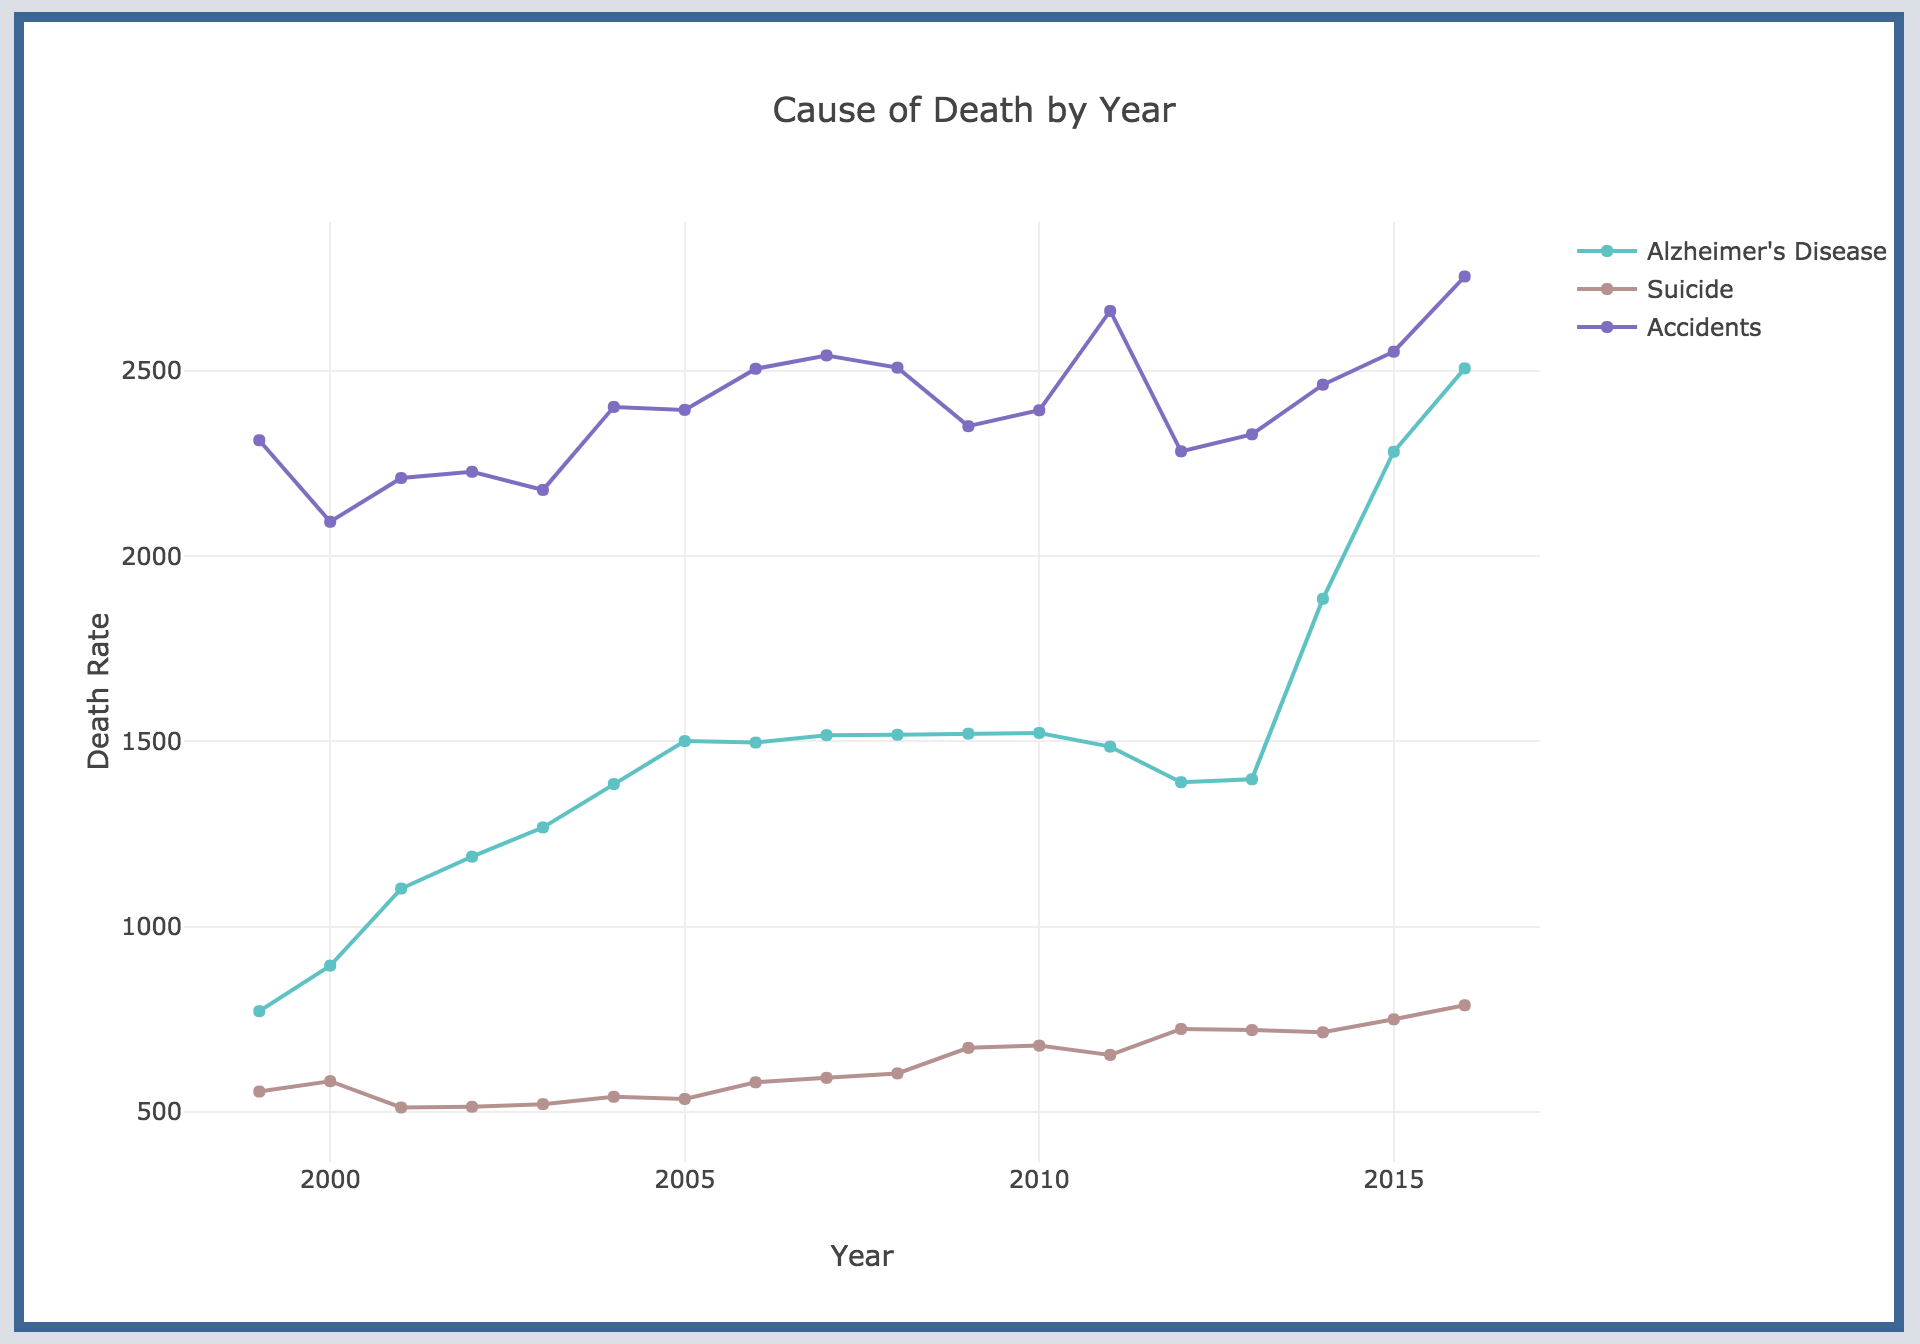 Cause of Death by Year
Alzheimer's Disease
Suicide
Accidents
Death Rate
2500
2000
1500
1000
500
2000 2005 2010 2015
Year